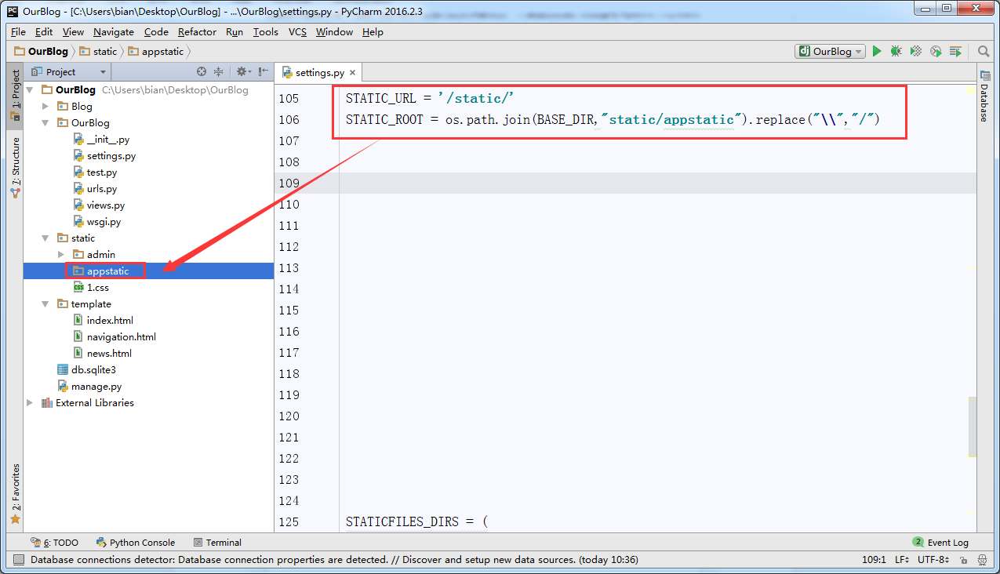 OurBlog - [C:\Users\bian\Desktop\OurBlog] - ...\OurBlog\settings.py - PyCharm 2016.2.3
File Edit View Navigate Code Refactor Run Tools VCS Window Help
OurBlog static appstatic OurBlog
Project settings.py
1: Project
7: Structure
2: Favorites
Database
OurBlog C:\Users\bian\Desktop\OurBlog
Blog
OurBlog
__init__.py
settings.py
test.py
urls.py
views.py
wsgi.py
static
admin
appstatic
1.css
template
index.html
navigation.html
news.html
db.sqlite3
manage.py
External Libraries
105 STATIC_URL = '/static/'
106 STATIC_ROOT = os.path.join(BASE_DIR,"static/appstatic").replace("\\","/")
107
108
109
110
111
112
113
114
115
116
117
118
119
120
121
122
123
124
125 STATICFILES_DIRS = (
6: TODO Python Console Terminal 2 Event Log
Database connections detector: Database connection properties are detected. // Discover and setup new data sources. (today 10:36) 109:1 LF UTF-8